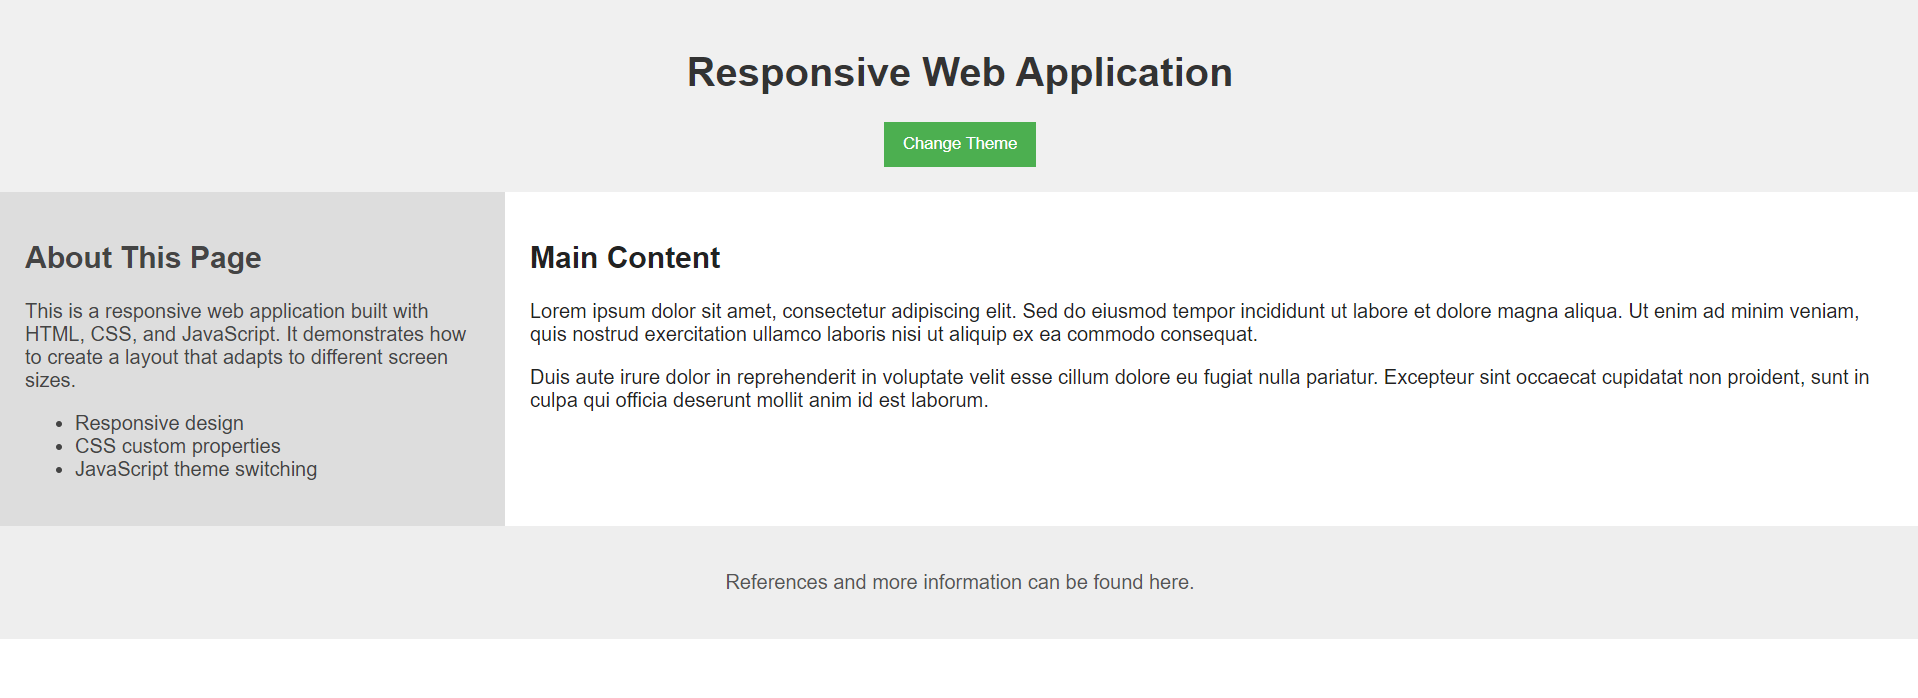 Responsive Web Application
Change Theme
About This Page
This is a responsive web application built with
HTML, CSS, and JavaScript. It demonstrates how
to create a layout that adapts to different screen
sizes.
Responsive design
CSS custom properties
JavaScript theme switching
Main Content
Lorem ipsum dolor sit amet, consectetur adipiscing elit. Sed do eiusmod tempor incididunt ut labore et dolore magna aliqua. Ut enim ad minim veniam,
quis nostrud exercitation ullamco laboris nisi ut aliquip ex ea commodo consequat.
Duis aute irure dolor in reprehenderit in voluptate velit esse cillum dolore eu fugiat nulla pariatur. Excepteur sint occaecat cupidatat non proident, sunt in
culpa qui officia deserunt mollit anim id est laborum.
References and more information can be found here.